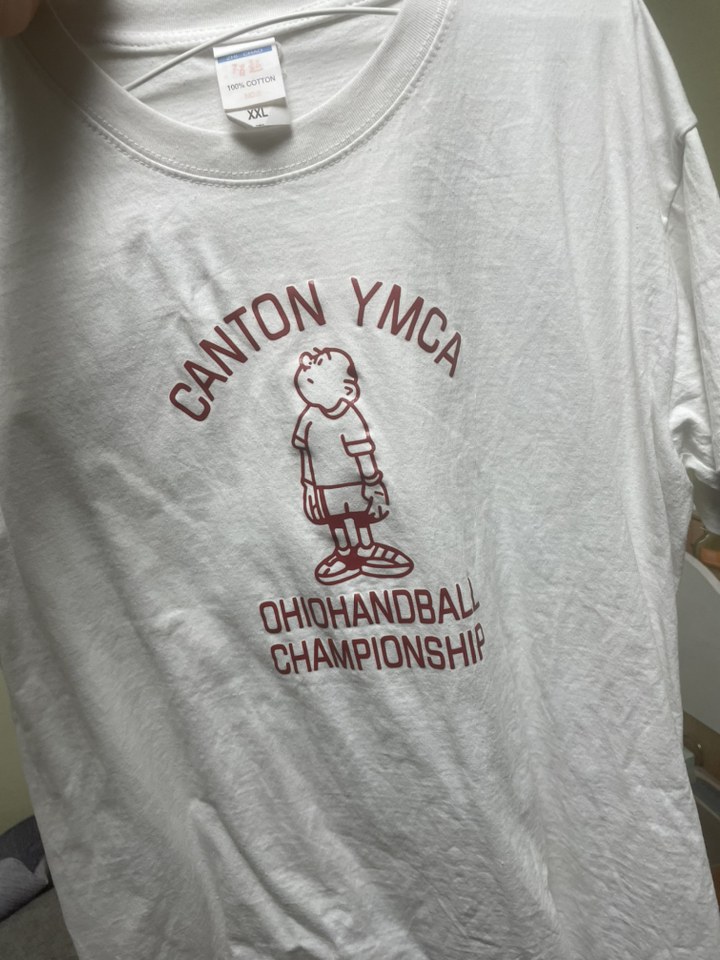 100% COTTON
XXL
CANTON YMCA
OHIOHANDBALL
CHAMPIONSHIP